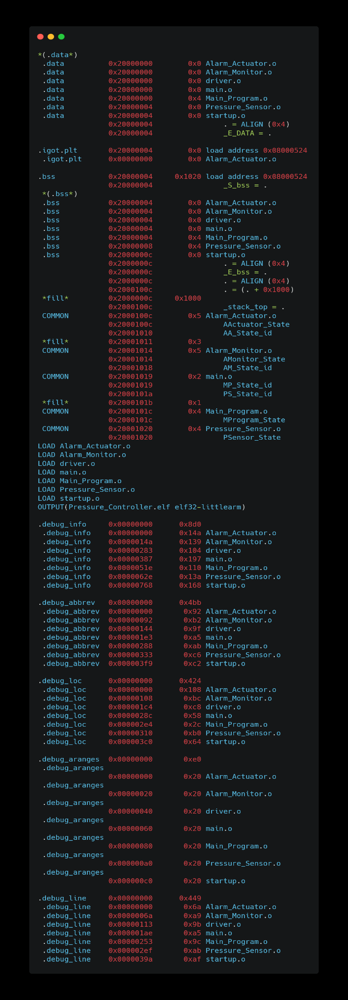 *(.data*)
 .data          0x20000000        0x0 Alarm_Actuator.o
 .data          0x20000000        0x0 Alarm_Monitor.o
 .data          0x20000000        0x0 driver.o
 .data          0x20000000        0x0 main.o
 .data          0x20000000        0x4 Main_Program.o
 .data          0x20000004        0x0 Pressure_Sensor.o
 .data          0x20000004        0x0 startup.o
                0x20000004                . = ALIGN (0x4)
                0x20000004                _E_DATA = .

.igot.plt       0x20000004        0x0 load address 0x08000524
 .igot.plt      0x00000000        0x0 Alarm_Actuator.o

.bss            0x20000004     0x1020 load address 0x08000524
                0x20000004                _S_bss = .
 *(.bss*)
 .bss           0x20000004        0x0 Alarm_Actuator.o
 .bss           0x20000004        0x0 Alarm_Monitor.o
 .bss           0x20000004        0x0 driver.o
 .bss           0x20000004        0x0 main.o
 .bss           0x20000004        0x4 Main_Program.o
 .bss           0x20000008        0x4 Pressure_Sensor.o
 .bss           0x2000000c        0x0 startup.o
                0x2000000c                . = ALIGN (0x4)
                0x2000000c                _E_bss = .
                0x2000000c                . = ALIGN (0x4)
                0x2000100c                . = (. + 0x1000)
 *fill*         0x2000000c     0x1000
                0x2000100c                _stack_top = .
 COMMON         0x2000100c        0x5 Alarm_Actuator.o
                0x2000100c                AActuator_State
                0x20001010                AA_State_id
 *fill*         0x20001011        0x3
 COMMON         0x20001014        0x5 Alarm_Monitor.o
                0x20001014                AMonitor_State
                0x20001018                AM_State_id
 COMMON         0x20001019        0x2 main.o
                0x20001019                MP_State_id
                0x2000101a                PS_State_id
 *fill*         0x2000101b        0x1
 COMMON         0x2000101c        0x4 Main_Program.o
                0x2000101c                MProgram_State
 COMMON         0x20001020        0x4 Pressure_Sensor.o
                0x20001020                PSensor_State
LOAD Alarm_Actuator.o
LOAD Alarm_Monitor.o
LOAD driver.o
LOAD main.o
LOAD Main_Program.o
LOAD Pressure_Sensor.o
LOAD startup.o
OUTPUT(Pressure_Controller.elf elf32-littlearm)

.debug_info     0x00000000      0x8d0
 .debug_info    0x00000000      0x14a Alarm_Actuator.o
 .debug_info    0x0000014a      0x139 Alarm_Monitor.o
 .debug_info    0x00000283      0x104 driver.o
 .debug_info    0x00000387      0x197 main.o
 .debug_info    0x0000051e      0x110 Main_Program.o
 .debug_info    0x0000062e      0x13a Pressure_Sensor.o
 .debug_info    0x00000768      0x168 startup.o

.debug_abbrev   0x00000000      0x4bb
 .debug_abbrev  0x00000000       0x92 Alarm_Actuator.o
 .debug_abbrev  0x00000092       0xb2 Alarm_Monitor.o
 .debug_abbrev  0x00000144       0x9f driver.o
 .debug_abbrev  0x000001e3       0xa5 main.o
 .debug_abbrev  0x00000288       0xab Main_Program.o
 .debug_abbrev  0x00000333       0xc6 Pressure_Sensor.o
 .debug_abbrev  0x000003f9       0xc2 startup.o

.debug_loc      0x00000000      0x424
 .debug_loc     0x00000000      0x108 Alarm_Actuator.o
 .debug_loc     0x00000108       0xbc Alarm_Monitor.o
 .debug_loc     0x000001c4       0xc8 driver.o
 .debug_loc     0x0000028c       0x58 main.o
 .debug_loc     0x000002e4       0x2c Main_Program.o
 .debug_loc     0x00000310       0xb0 Pressure_Sensor.o
 .debug_loc     0x000003c0       0x64 startup.o

.debug_aranges  0x00000000       0xe0
 .debug_aranges
                0x00000000       0x20 Alarm_Actuator.o
 .debug_aranges
                0x00000020       0x20 Alarm_Monitor.o
 .debug_aranges
                0x00000040       0x20 driver.o
 .debug_aranges
                0x00000060       0x20 main.o
 .debug_aranges
                0x00000080       0x20 Main_Program.o
 .debug_aranges
                0x000000a0       0x20 Pressure_Sensor.o
 .debug_aranges
                0x000000c0       0x20 startup.o

.debug_line     0x00000000      0x449
 .debug_line    0x00000000       0x6a Alarm_Actuator.o
 .debug_line    0x0000006a       0xa9 Alarm_Monitor.o
 .debug_line    0x00000113       0x9b driver.o
 .debug_line    0x000001ae       0xa5 main.o
 .debug_line    0x00000253       0x9c Main_Program.o
 .debug_line    0x000002ef       0xab Pressure_Sensor.o
 .debug_line    0x0000039a       0xaf startup.o